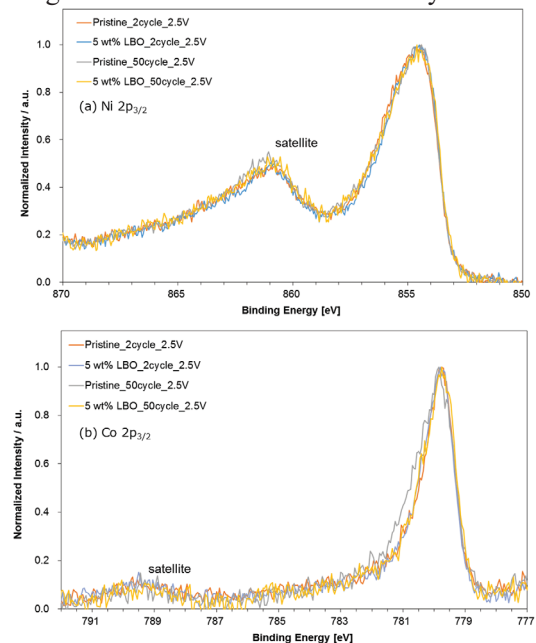 Pristine_2cycle_2.5V
5 wt% LBO_2cycle_2.5V
Pristine_50cycle_2.5V
5 wt% LBO_50cycle_2.5V
(a) Ni 2p3/2
satellite
Normalized Intensity / a.u.
1.0
0.8
0.6
0.4
0.2
0.0
870 865 860 855 850
Binding Energy [eV]
Pristine_2cycle_2.5V
5 wt% LBO_2cycle_2.5V
Pristine_50cycle_2.5V
5 wt% LBO_50cycle_2.5V
(b) Co 2p3/2
satellite
Normalized Intensity / a.u.
1.0
0.8
0.6
0.4
0.2
0.0
791 789 787 785 783 781 779 777
Binding Energy [eV]